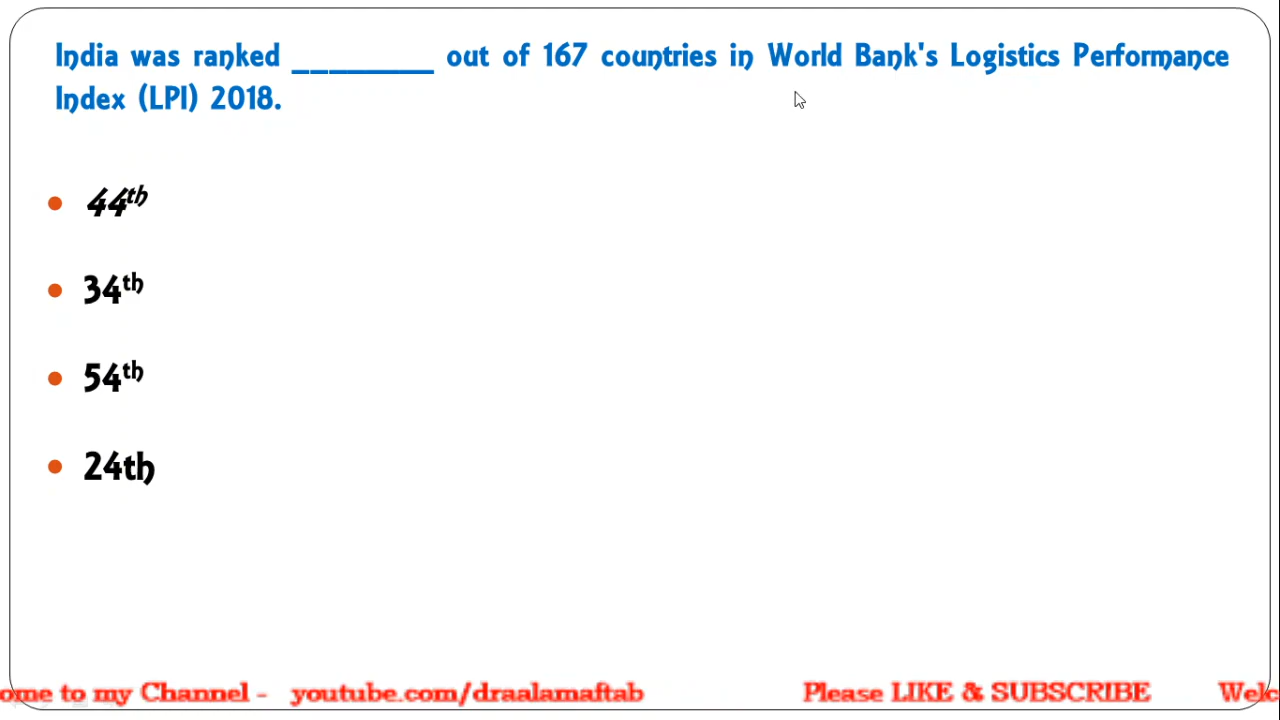 India was ranked ________ out of 167 countries in World Bank's Logistics Performance
Index (LPI) 2018.
• 44th
• 34th
• 54th
• 24th
ome to my Channel - youtube.com/draalamaftab Please LIKE & SUBSCRIBE Welc